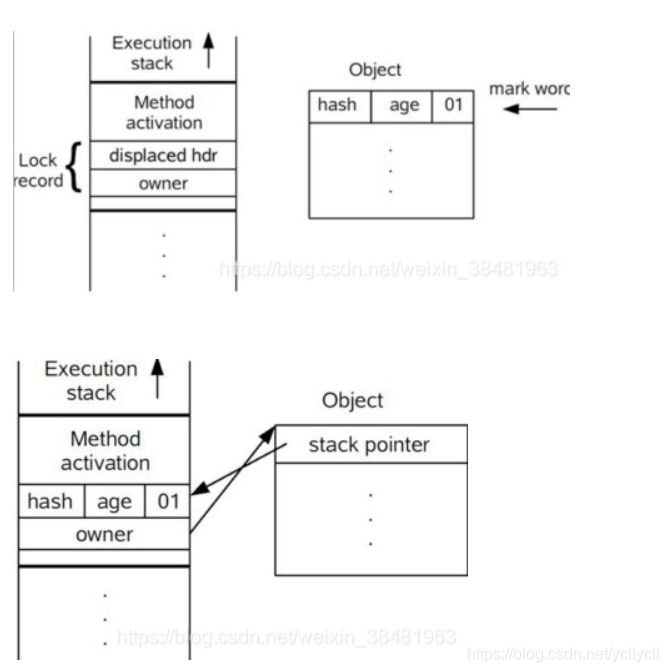 Execution
stack
Method
activation
Lock
record
displaced hdr
owner
Object
hash age 01
mark word
https://blog.csdn.net/weixin_38481963
Execution
stack
Method
activation
hash age 01
owner
Object
stack pointer
https://blog.csdn.net/weixin_38481963
https://blog.csdn.net/ycllycll